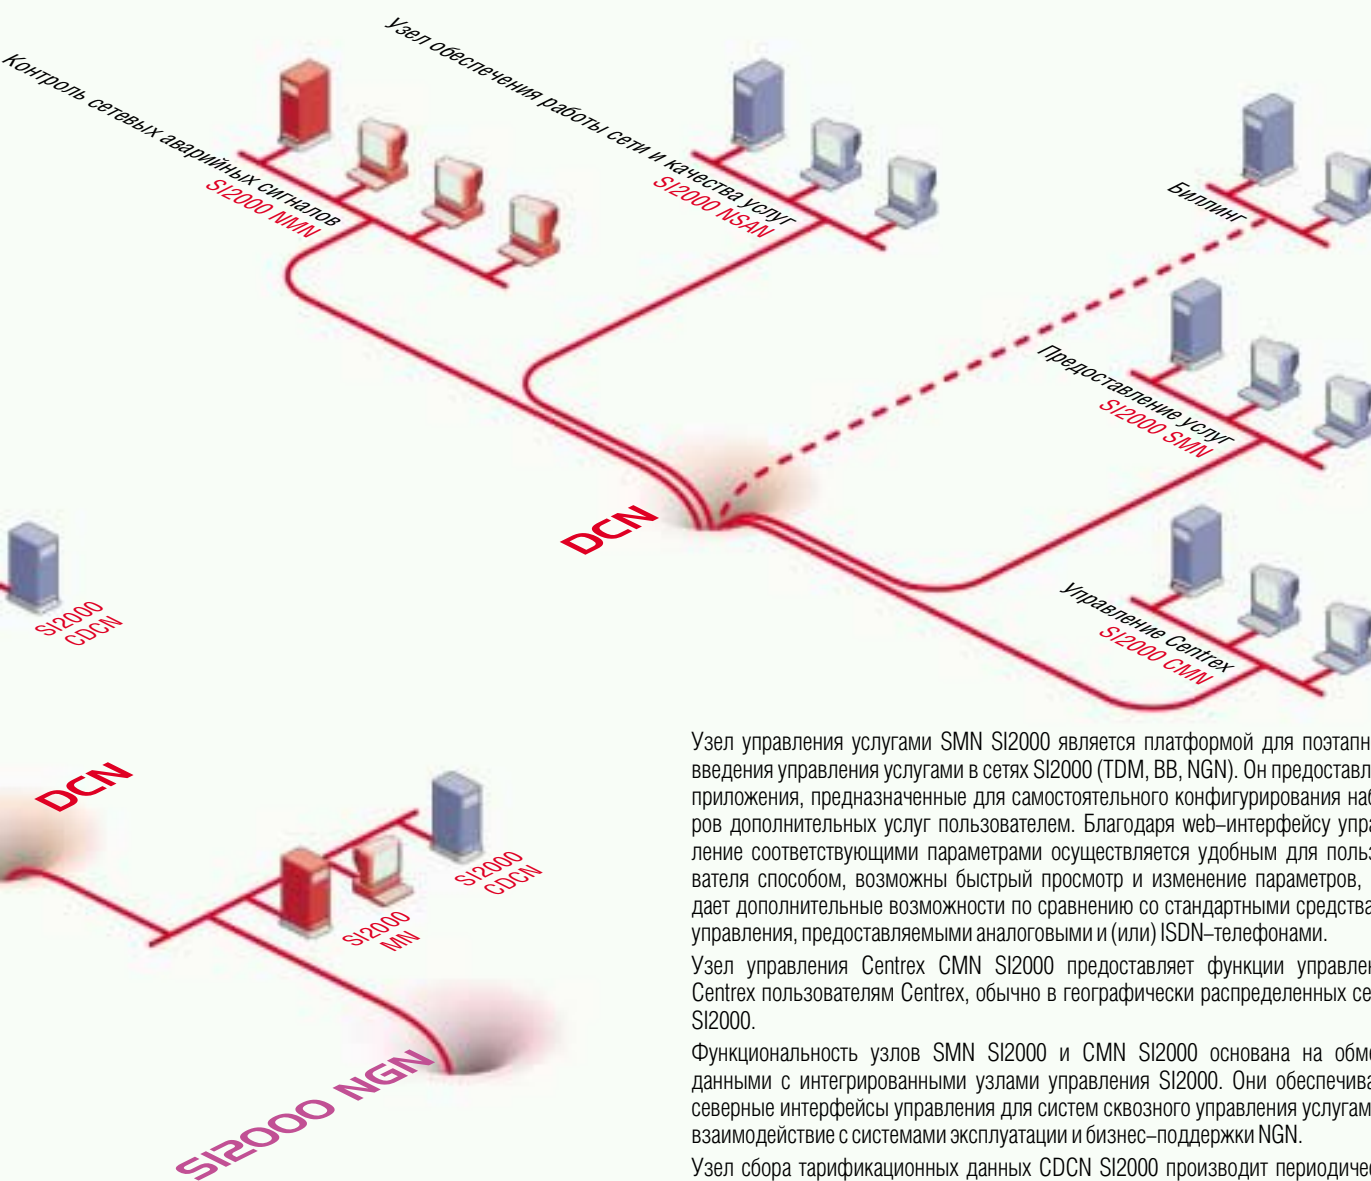 Узел обеспечения работы сети и качества услуг
SI2000 NSAN
Контроль сетевых аварийных сигналов
SI2000 NMN
Биллинг
Предоставление услуг
SI2000 SMN
DCN
Управление Centrex
SI2000 CMN
SI2000
CDCN
DCN
SI2000
CDCN
SI2000
MN
SI2000 NGN
Узел управления услугами SMN SI2000 является платформой для поэтапн
введения управления услугами в сетях SI2000 (TDM, BB, NGN). Он предоставл
приложения, предназначенные для самостоятельного конфигурирования наб
ров дополнительных услуг пользователем. Благодаря web–интерфейсу упра
ление соответствующими параметрами осуществляется удобным для польз
вателя способом, возможны быстрый просмотр и изменение параметров,
дает дополнительные возможности по сравнению со стандартными средства
управления, предоставляемыми аналоговыми и (или) ISDN–телефонами.
Узел управления Centrex CMN SI2000 предоставляет функции управлен
Centrex пользователям Centrex, обычно в географически распределенных се
SI2000.
Функциональность узлов SMN SI2000 и CMN SI2000 основана на обм
данными с интегрированными узлами управления SI2000. Они обеспечива
северные интерфейсы управления для систем сквозного управления услугам
взаимодействие с системами эксплуатации и бизнес–поддержки NGN.
Узел сбора тарификационных данных CDCN SI2000 производит периодичес